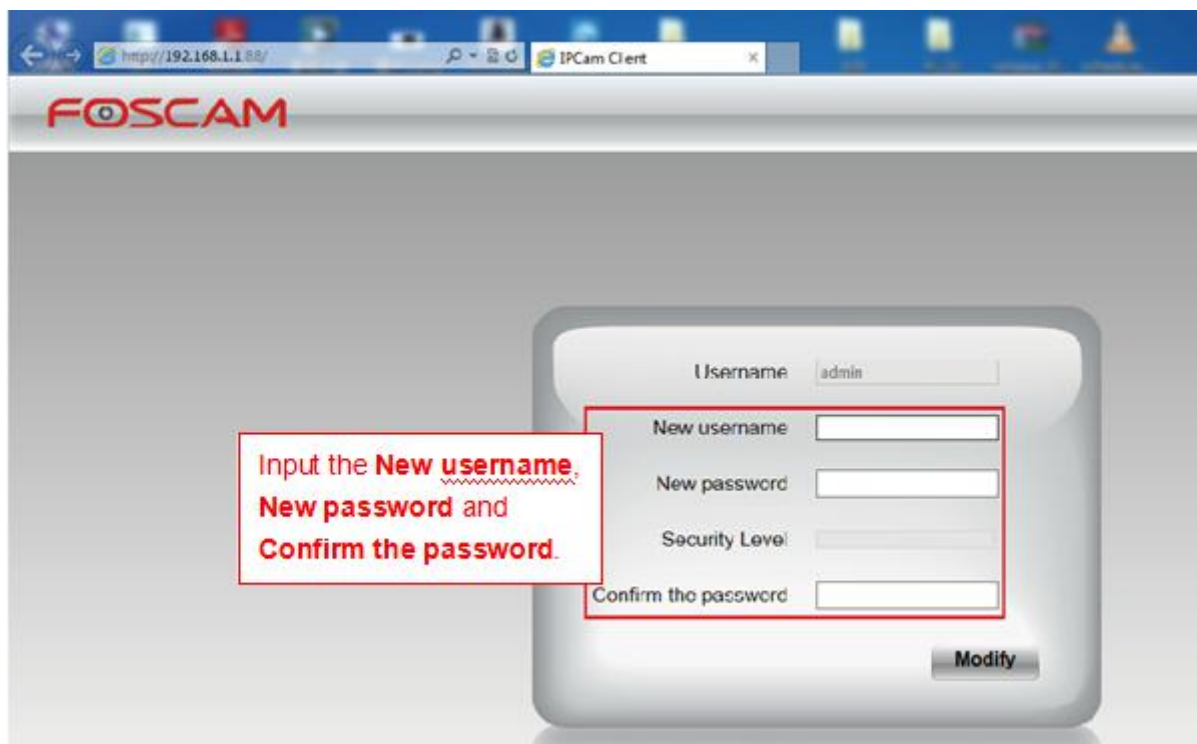 http://192.168.1.1:88/
IPCam Client
FOSCAM
Username admin
New username
New password
Security Level
Confirm the password
Modify
Input the New username,
New password and
Confirm the password.